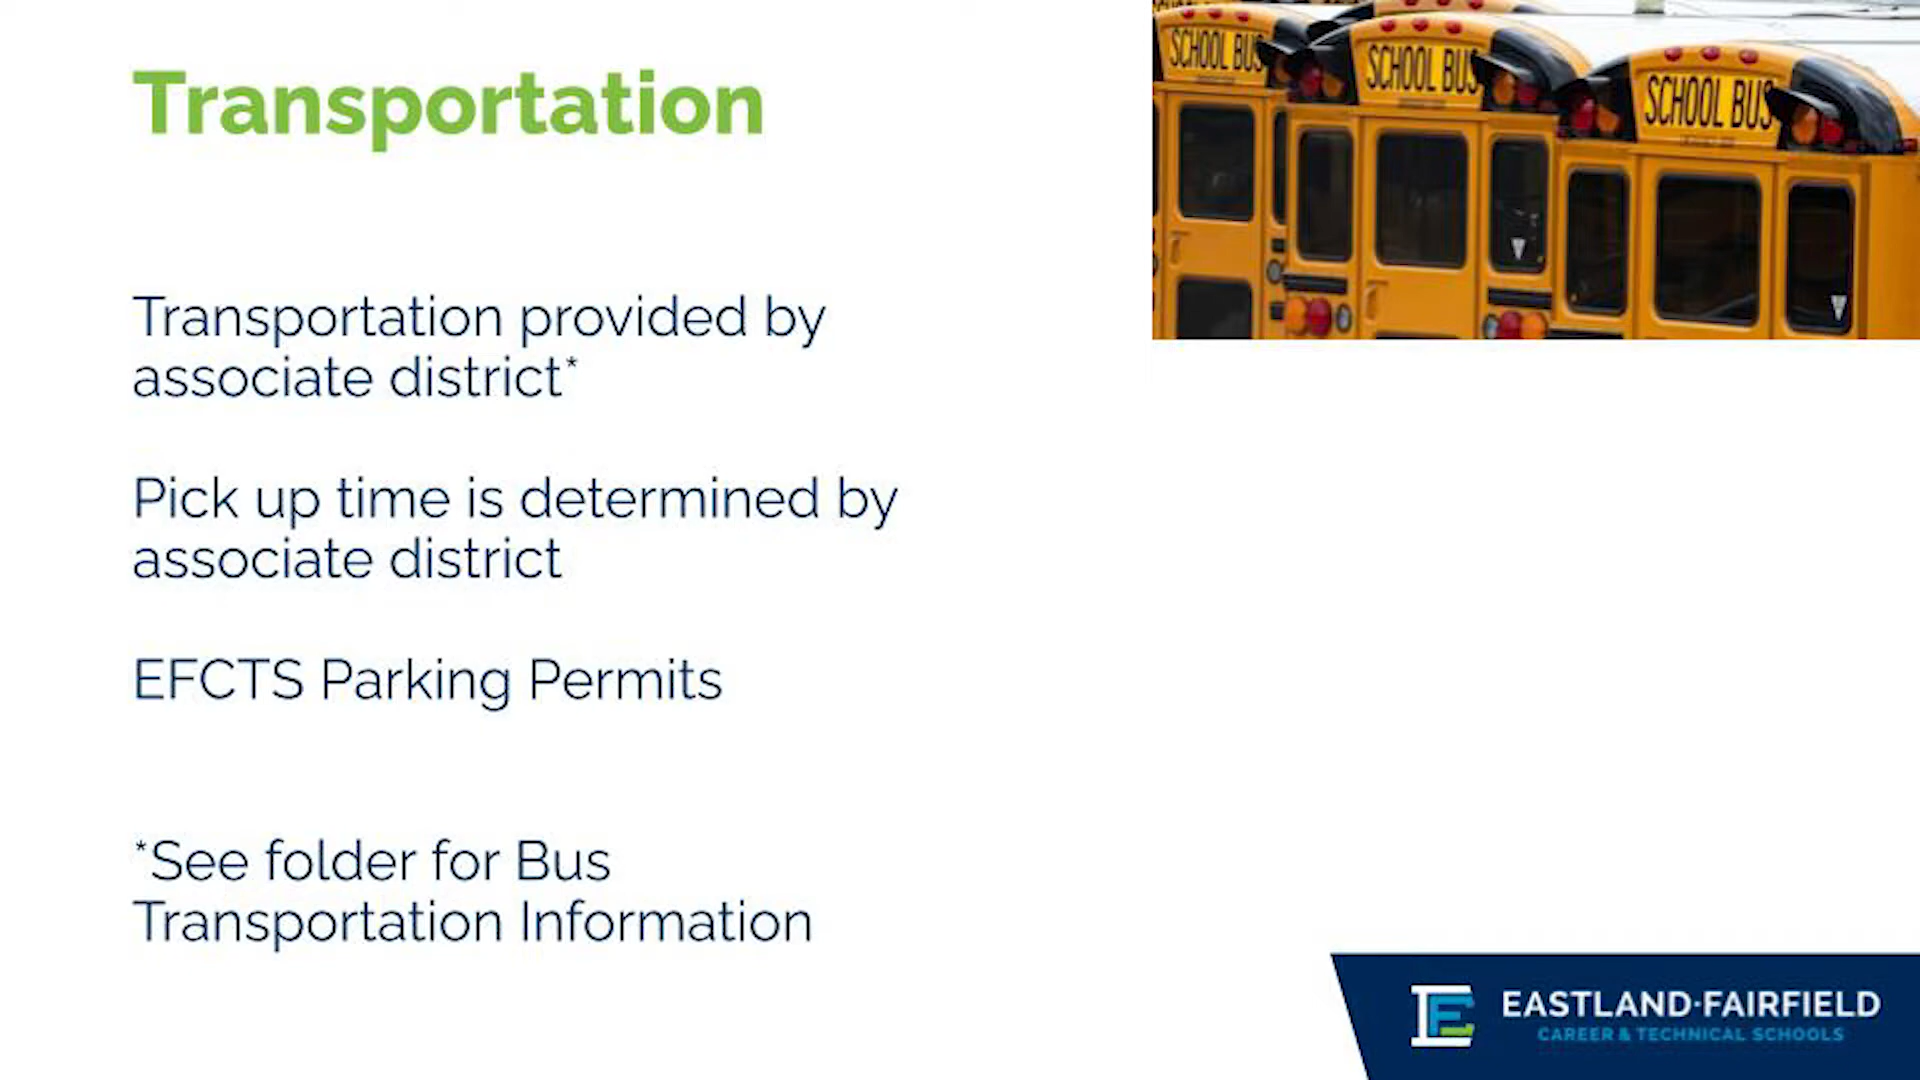 Transportation
SCHOOL BUS
SCHOOL BUS
SCHOOL BUS
Transportation provided by
associate district*
Pick up time is determined by
associate district
EFCTS Parking Permits
*See folder for Bus
Transportation Information
EASTLAND·FAIRFIELD
CAREER & TECHNICAL SCHOOLS